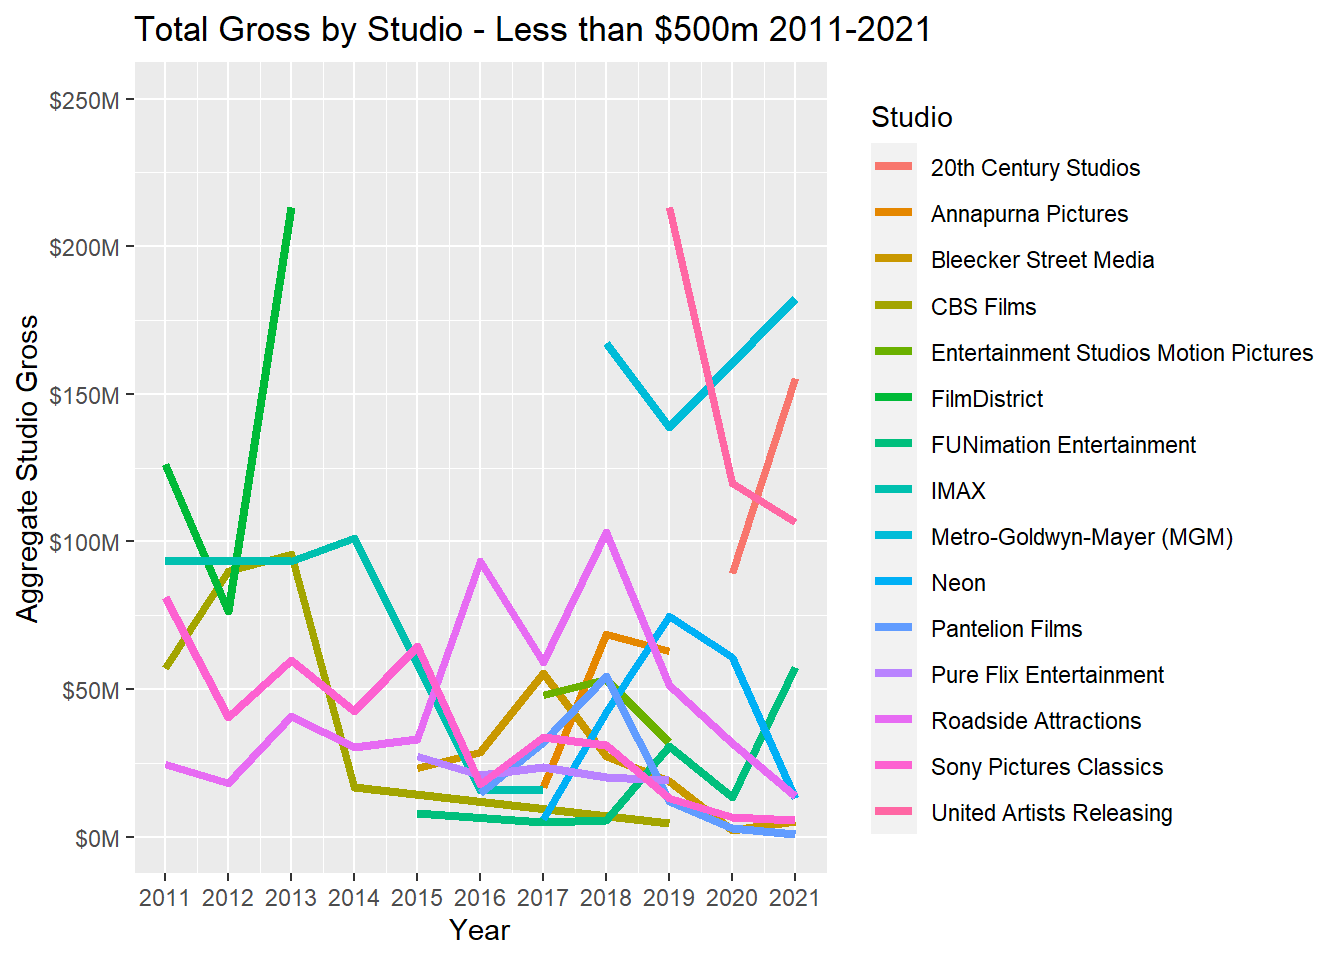 Total Gross by Studio - Less than $500m 2011-2021
$250M
$200M
$150M
$100M
$50M
$0M
Aggregate Studio Gross
2011 2012 2013 2014 2015 2016 2017 2018 2019 2020 2021
Year
Studio
20th Century Studios
Annapurna Pictures
Bleecker Street Media
CBS Films
Entertainment Studios Motion Pictures
FilmDistrict
FUNimation Entertainment
IMAX
Metro-Goldwyn-Mayer (MGM)
Neon
Pantelion Films
Pure Flix Entertainment
Roadside Attractions
Sony Pictures Classics
United Artists Releasing